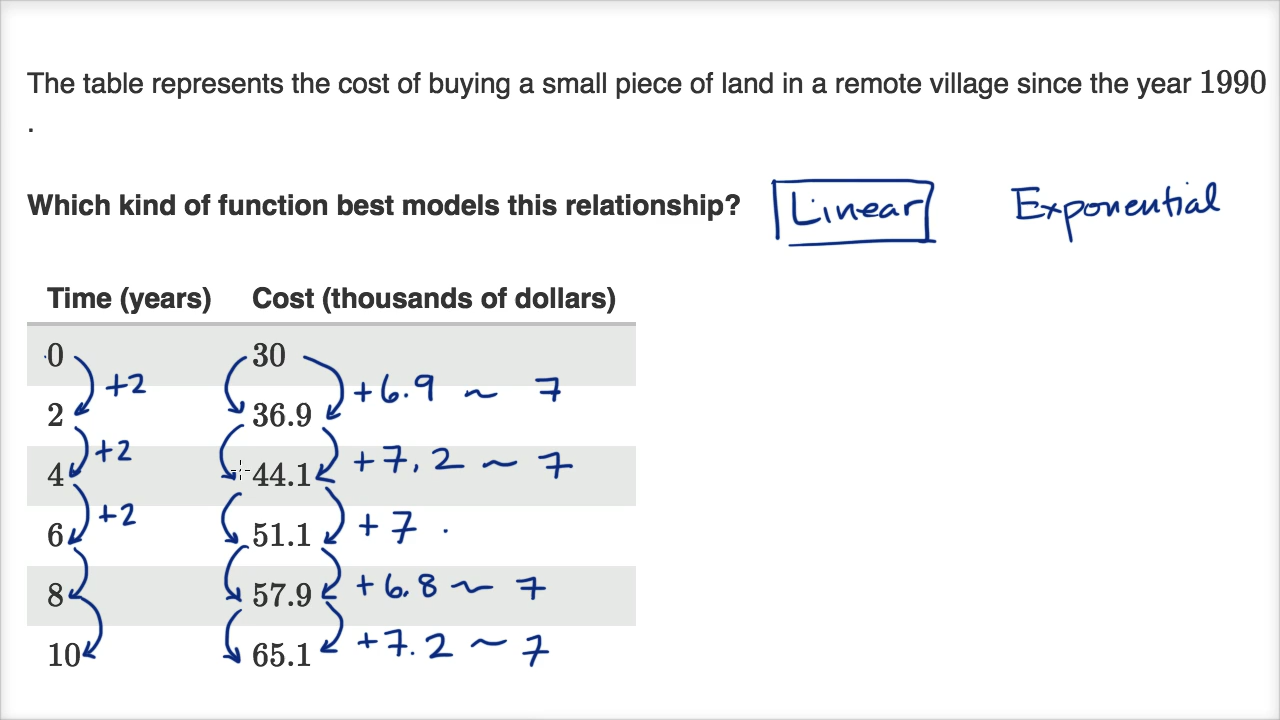 The table represents the cost of buying a small piece of land in a remote village since the year 1990
.
Which kind of function best models this relationship? Linear Exponential
Time (years) Cost (thousands of dollars)
0 30
+2 +6.9 ~ 7
2 36.9
+2 +7.2 ~ 7
4 44.1
+2 +7 .
6 51.1
+6.8 ~ 7
8 57.9
+7.2 ~ 7
10 65.1